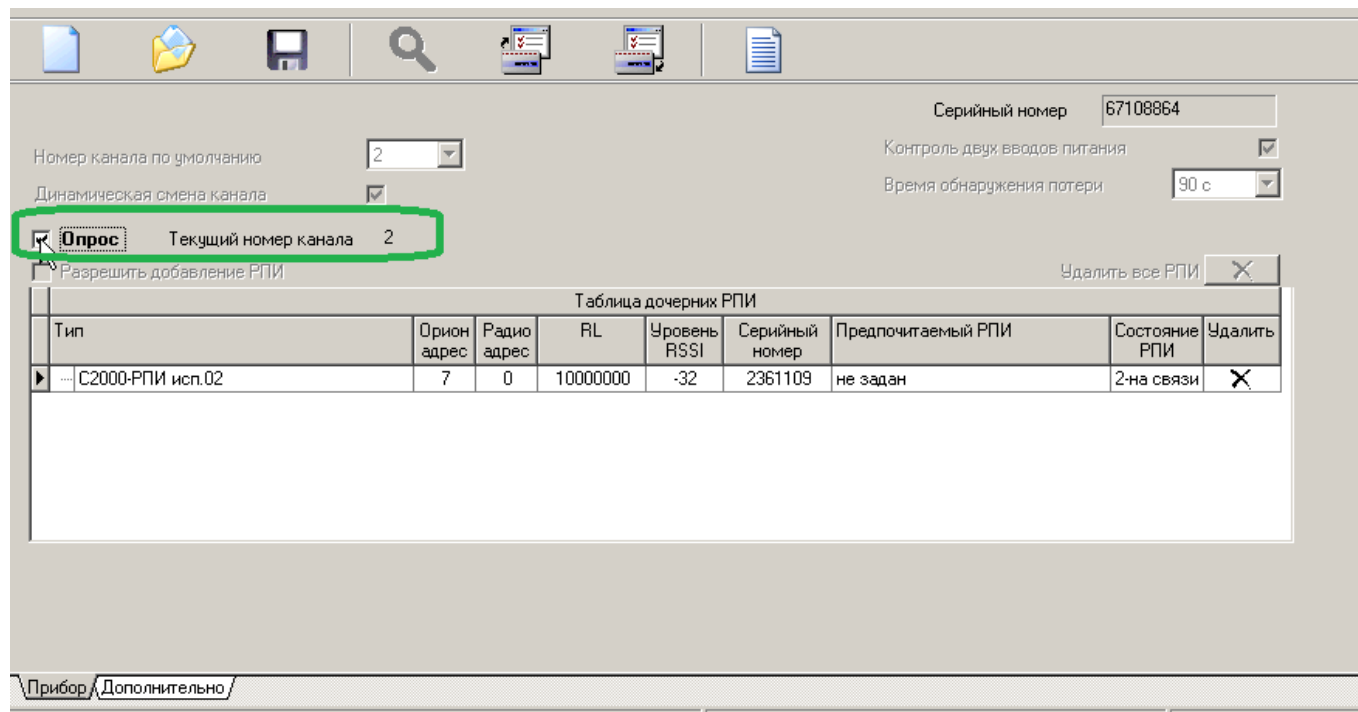 Серийный номер 67108864
Номер канала по умолчанию 2 Контроль двух вводов питания
Динамическая смена канала Время обнаружения потери 90 с
Опрос Текущий номер канала 2
Разрешить добавление РПИ Удалить все РПИ
Таблица дочерних РПИ
Тип Орион адрес Радио адрес RL Уровень RSSI Серийный номер Предпочитаемый РПИ Состояние РПИ Удалить
С2000-РПИ исп.02 7 0 10000000 -32 2361109 не задан 2-на связи
Прибор Дополнительно